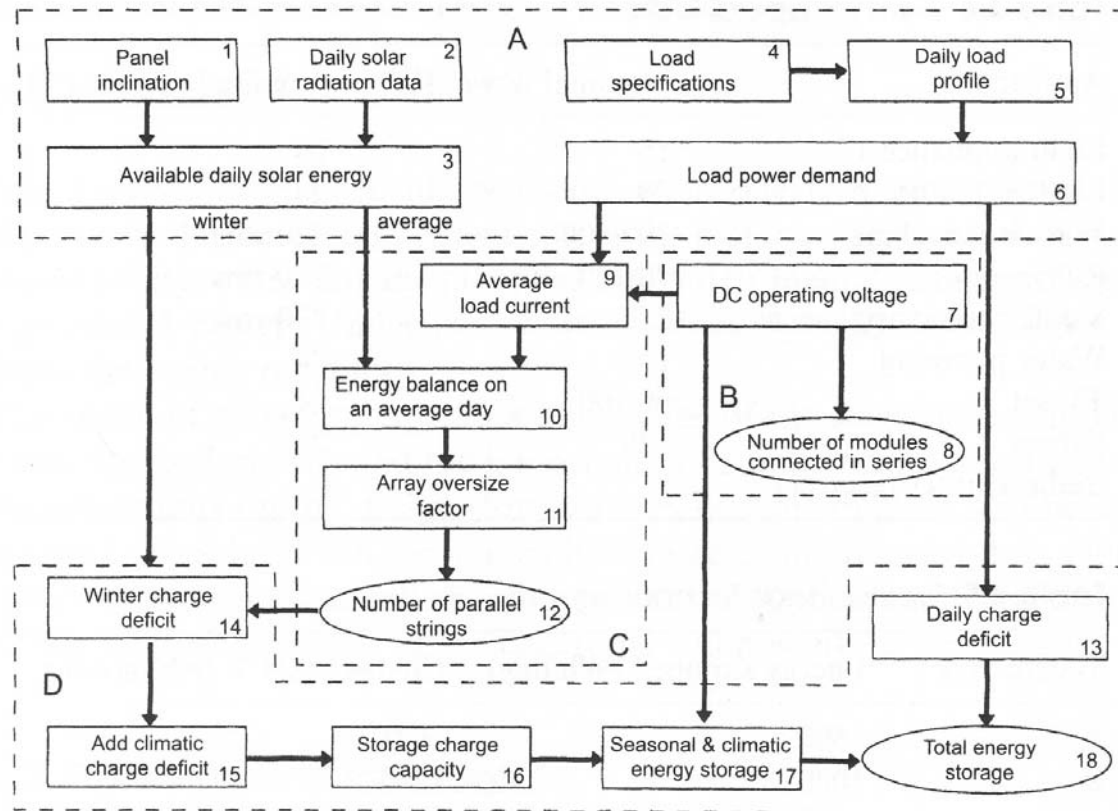 A
1
Panel
inclination
2
Daily solar
radiation data
4
Load
specifications
Daily load
profile
5
3
Available daily solar energy
Load power demand
6
winter
average
9
Average
load current
DC operating voltage
7
Energy balance on
an average day
10
B
Number of modules
connected in series
8
Array oversize
factor
11
Winter charge
deficit
14
Number of parallel
strings
12
C
Daily charge
deficit
13
D
Add climatic
charge deficit
15
Storage charge
capacity
16
Seasonal & climatic
energy storage
17
Total energy
storage
18